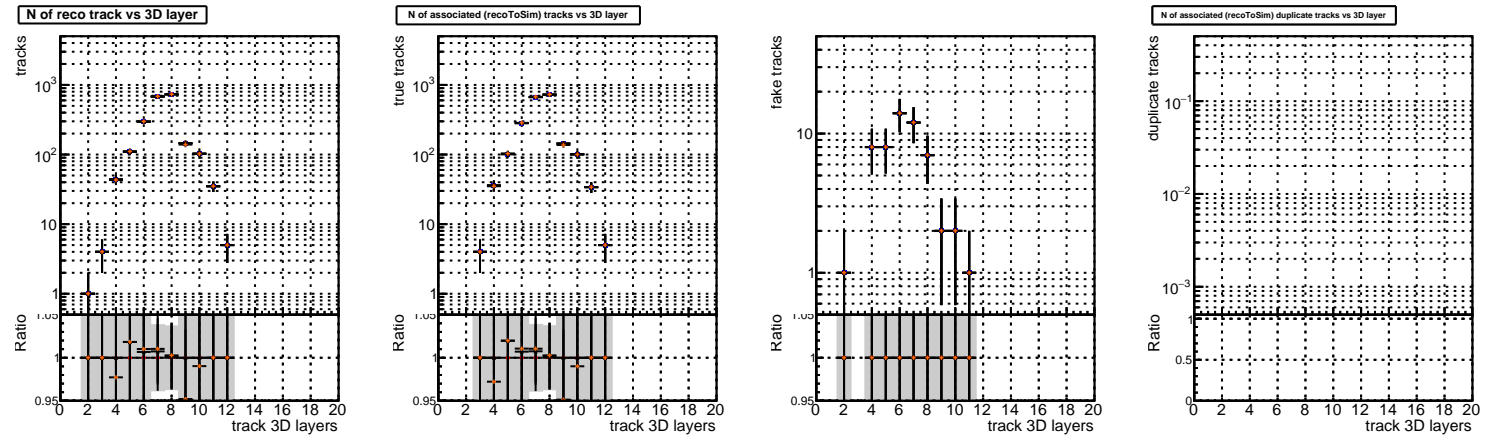 N of reco track vs 3D layer
tracks
10³
10²
10
1
Ratio
1.05
1
0.95
0 2 4 6 8 10 12 14 16 18 20
track 3D layers
N of associated (recoToSim) tracks vs 3D layer
true tracks
10³
10²
10
1
Ratio
1.05
1
0.95
0 2 4 6 8 10 12 14 16 18 20
track 3D layers
fake tracks
10
1
Ratio
1.05
1
0.95
0 2 4 6 8 10 12 14 16 18 20
track 3D layers
N of associated (recoToSim) duplicate tracks vs 3D layer
duplicate tracks
10⁻¹
10⁻²
10⁻³
Ratio
1
0.5
0
0 2 4 6 8 10 12 14 16 18 20
track 3D layers